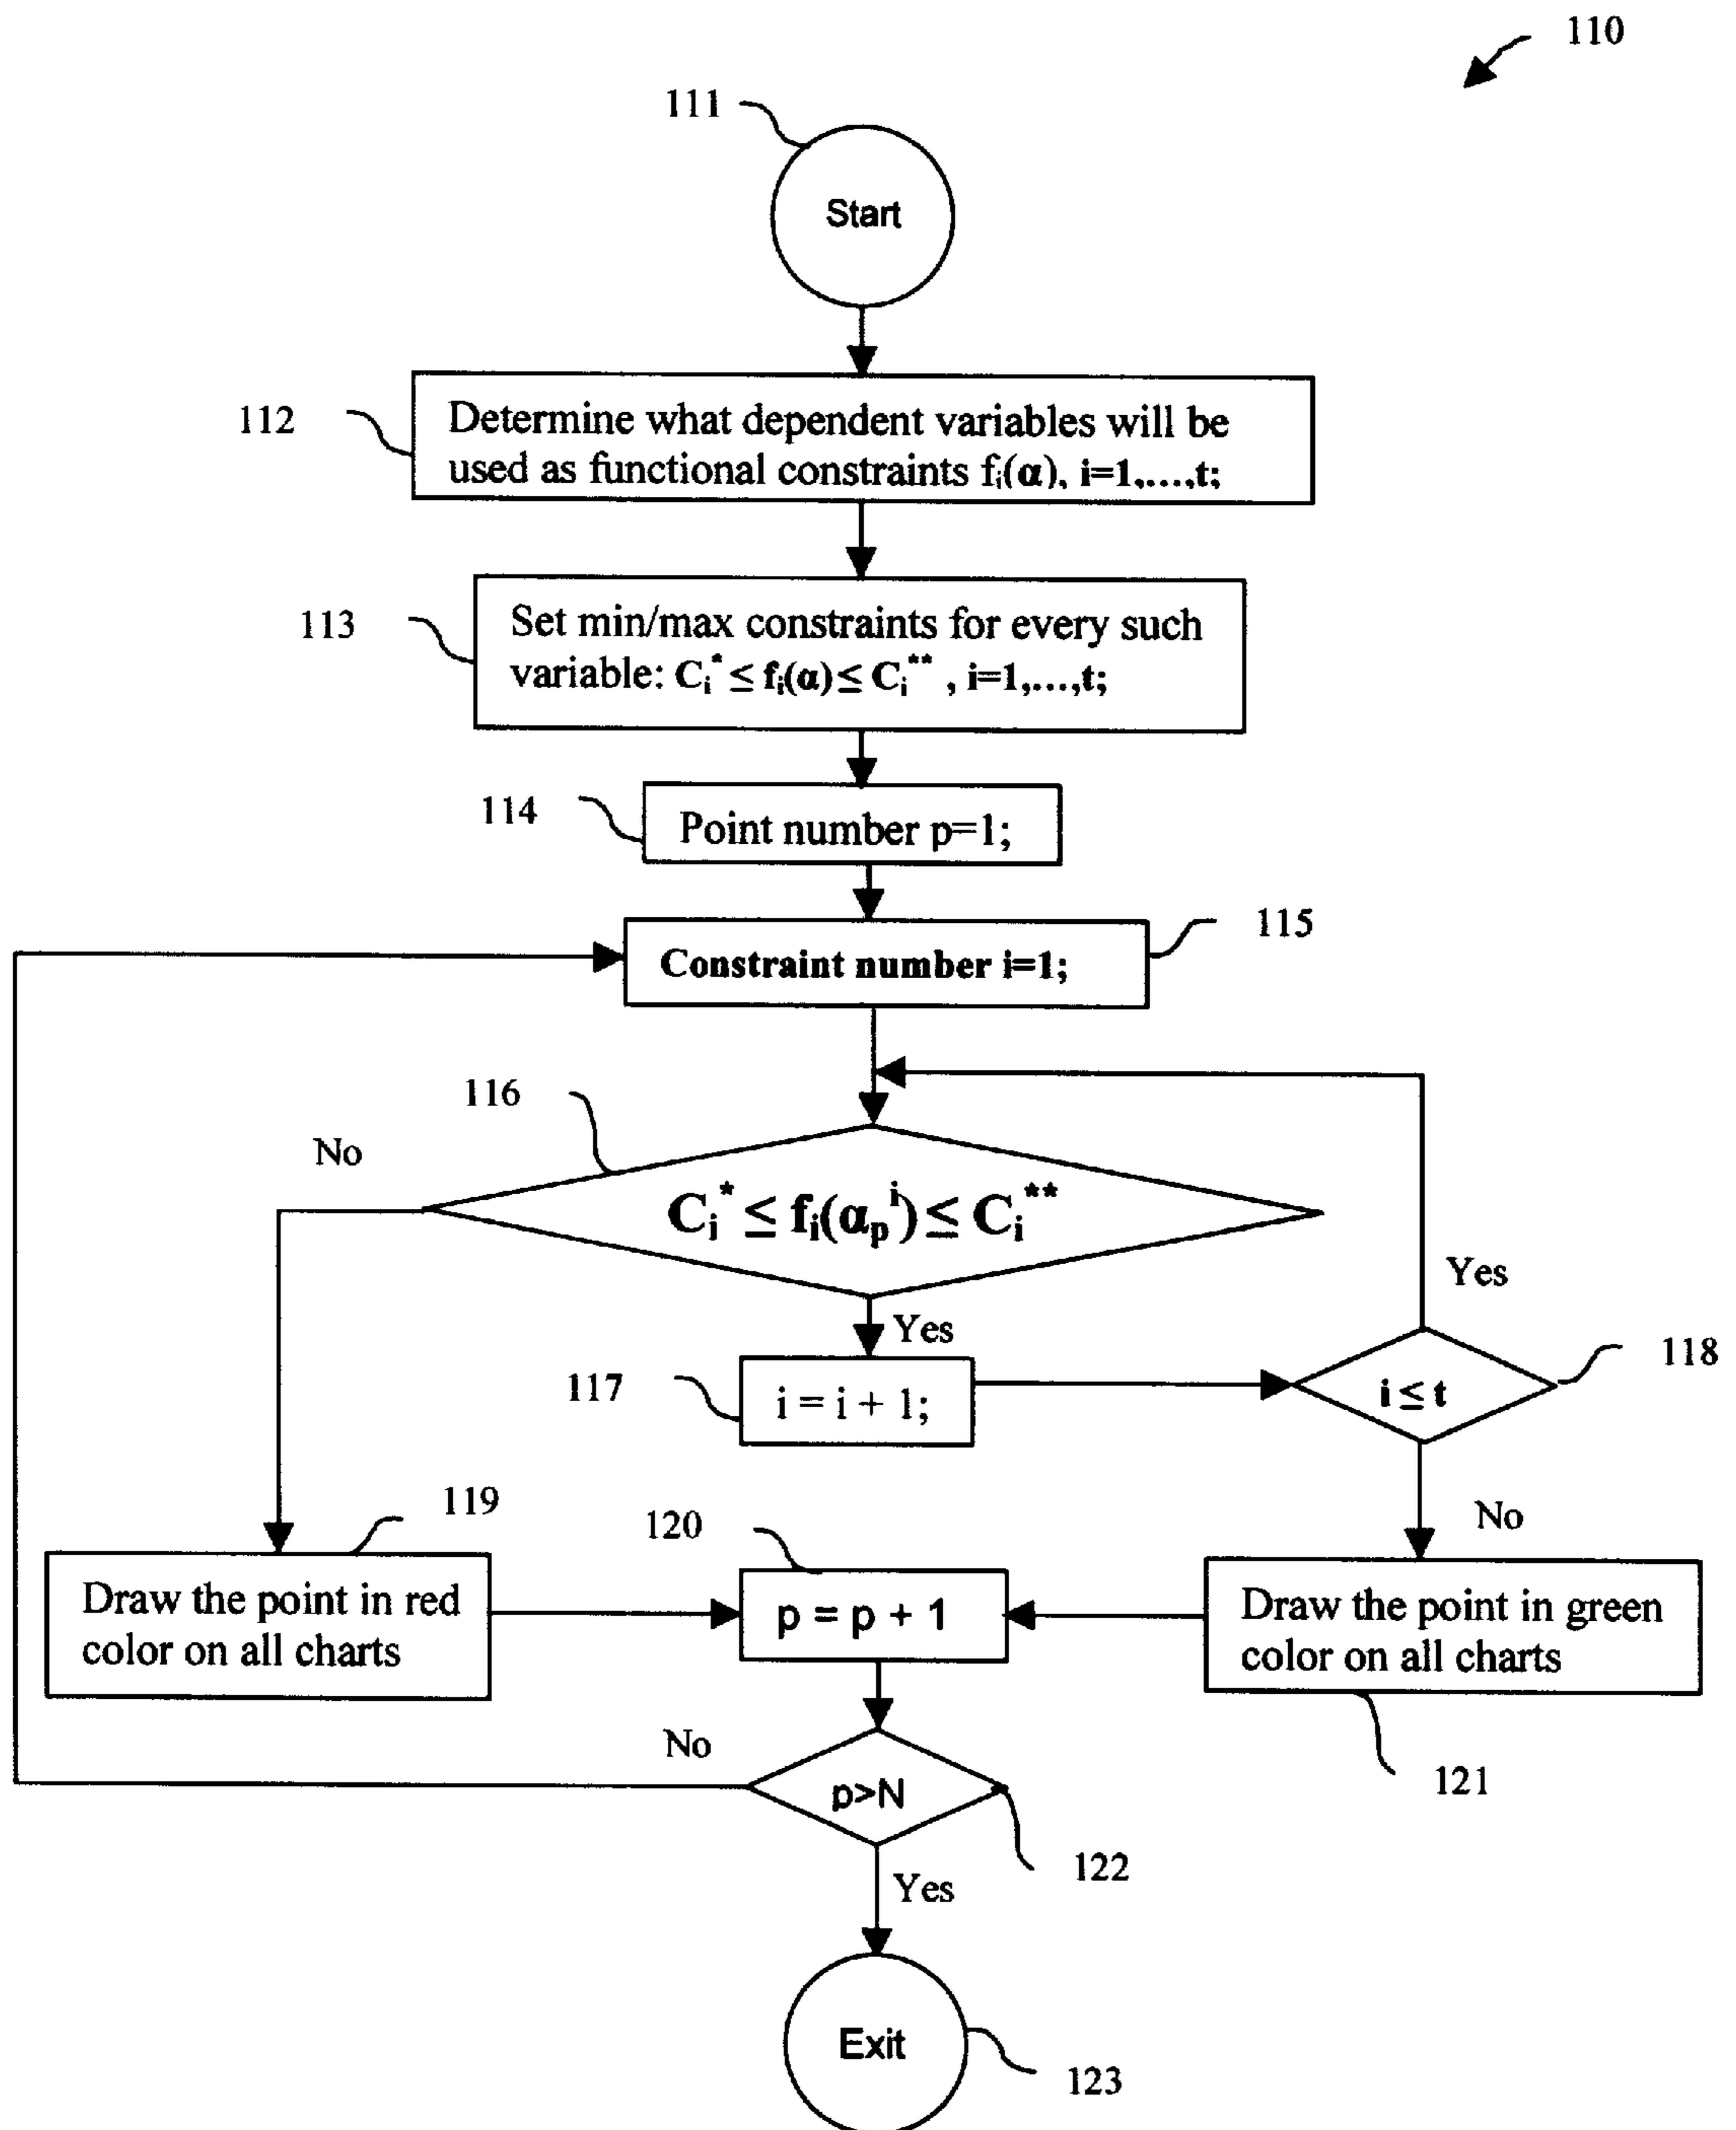 110
111
Start
112
Determine what dependent variables will be
used as functional constraints fᵢ(α), i=1,…,t;
113
Set min/max constraints for every such
variable: Cᵢ* ≤ fᵢ(α) ≤ Cᵢ** , i=1,…,t;
114
Point number p=1;
115
Constraint number i=1;
116
No
Cᵢ* ≤ fᵢ(αₚⁱ) ≤ Cᵢ**
Yes
Yes
117
i = i + 1;
i ≤ t
118
119
120
No
Draw the point in red
color on all charts
p = p + 1
Draw the point in green
color on all charts
No
p>N
121
122
Yes
Exit
123